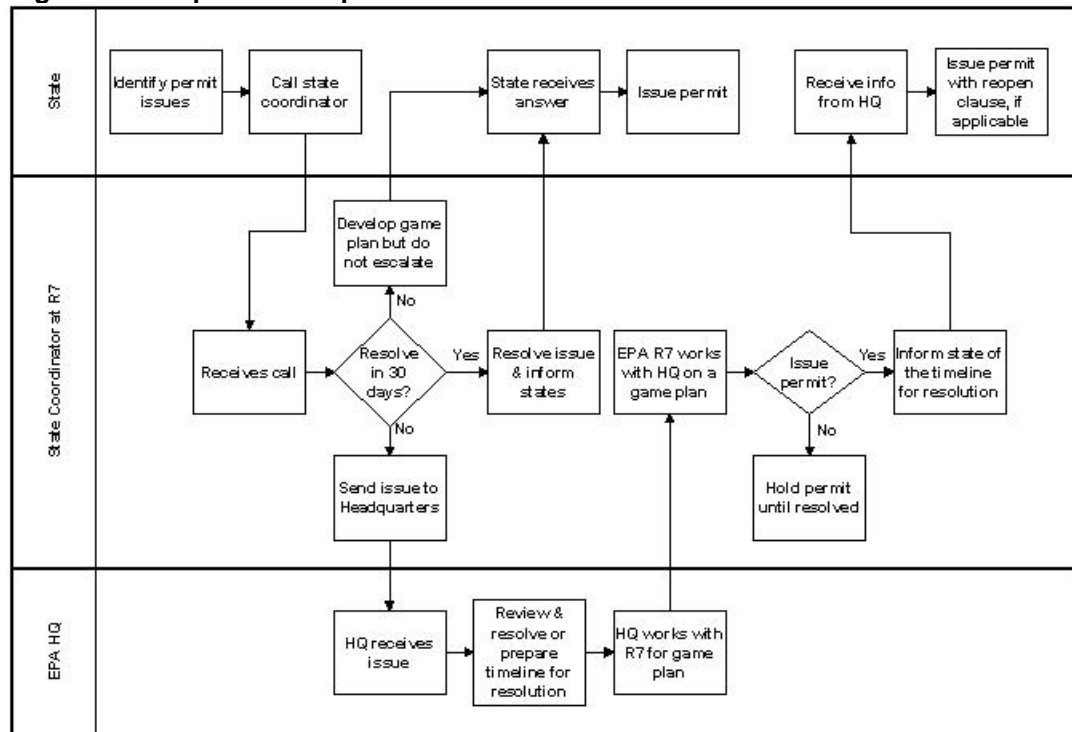 State
Identify permit
issues
Call state
coordinator
State receives
answer
Issue permit
Receive info
from HQ
Issue permit
with reopen
clause, if
applicable
State Coordinator at R7
Develop game
plan but do
not escalate
No
Receives call
Resolve
in 30
days?
Yes
Resolve issue
& inform
states
EPA R7 works
with HQ on a
game plan
Issue
permit?
Yes
Inform state of
the timeline
for resolution
No
No
Send issue to
Headquarters
Hold permit
until resolved
EPA HQ
HQ receives
issue
Review &
resolve or
prepare
timeline for
resolution
HQ works with
R7 for game
plan